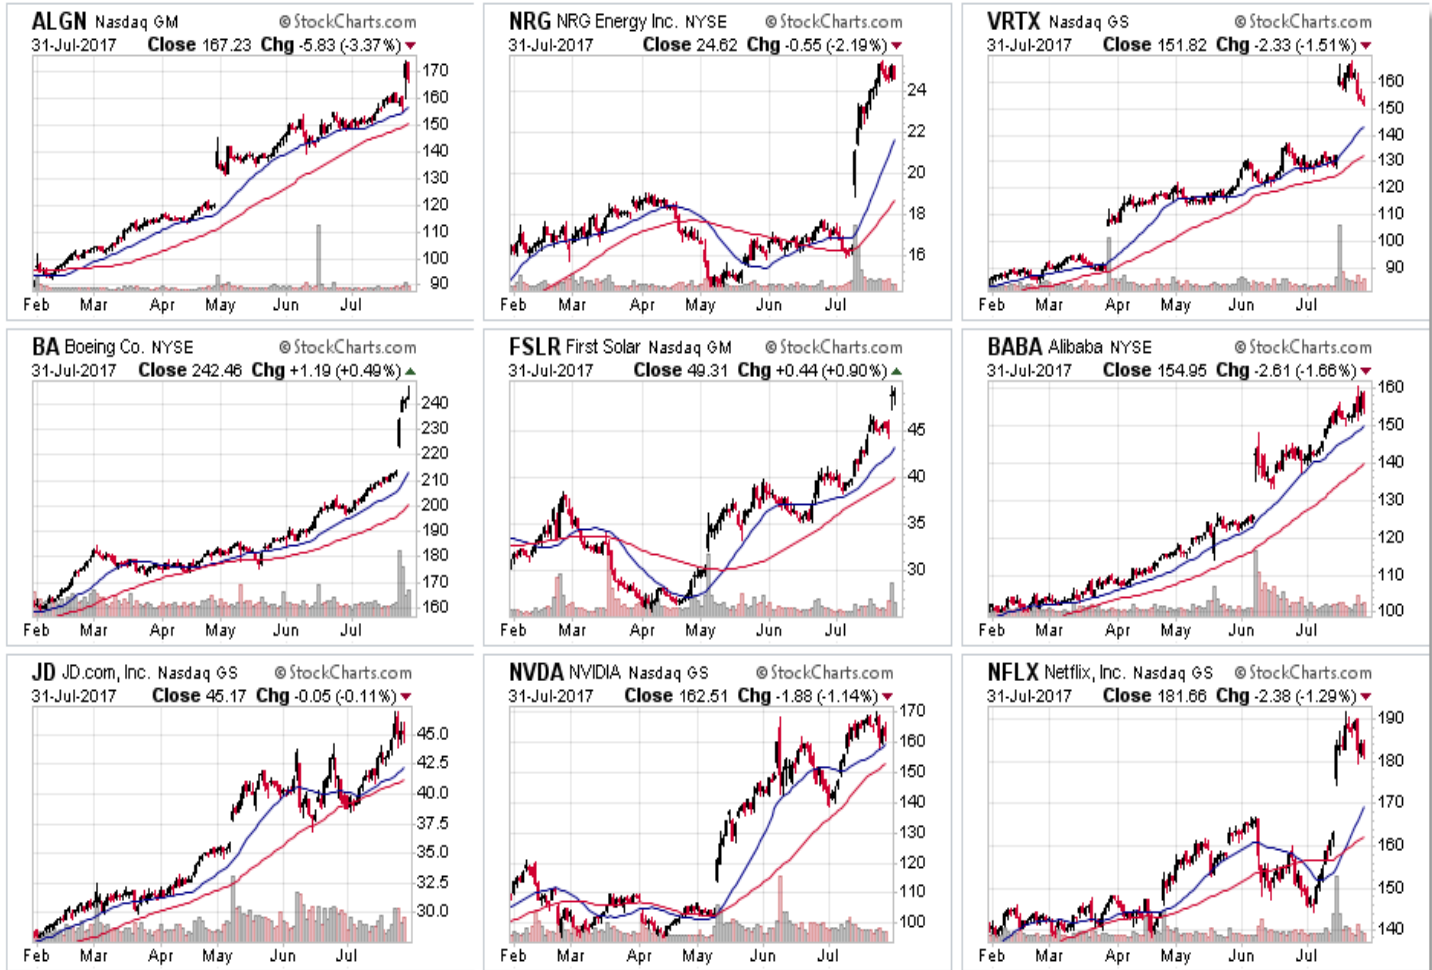 ALGN Nasdaq GM © StockCharts.com
31-Jul-2017 Close 167.23 Chg -5.83 (-3.37%)
170
160
150
140
130
120
110
100
90
Feb Mar Apr May Jun Jul
NRG NRG Energy Inc. NYSE © StockCharts.com
31-Jul-2017 Close 24.62 Chg -0.55 (-2.19%)
24
22
20
18
16
Feb Mar Apr May Jun Jul
VRTX Nasdaq GS © StockCharts.com
31-Jul-2017 Close 151.82 Chg -2.33 (-1.51%)
160
150
140
130
120
110
100
90
Feb Mar Apr May Jun Jul
BA Boeing Co. NYSE © StockCharts.com
31-Jul-2017 Close 242.46 Chg +1.19 (+0.49%)
240
230
220
210
200
190
180
170
160
Feb Mar Apr May Jun Jul
FSLR First Solar Nasdaq GM © StockCharts.com
31-Jul-2017 Close 49.31 Chg +0.44 (+0.90%)
45
40
35
30
Feb Mar Apr May Jun Jul
BABA Alibaba NYSE © StockCharts.com
31-Jul-2017 Close 154.95 Chg -2.61 (-1.66%)
160
150
140
130
120
110
100
Feb Mar Apr May Jun Jul
JD JD.com, Inc. Nasdaq GS © StockCharts.com
31-Jul-2017 Close 45.17 Chg -0.05 (-0.11%)
45.0
42.5
40.0
37.5
35.0
32.5
30.0
Feb Mar Apr May Jun Jul
NVDA NVIDIA Nasdaq GS © StockCharts.com
31-Jul-2017 Close 162.51 Chg -1.88 (-1.14%)
170
160
150
140
130
120
110
100
Feb Mar Apr May Jun Jul
NFLX Netflix, Inc. Nasdaq GS © StockCharts.com
31-Jul-2017 Close 181.66 Chg -2.38 (-1.29%)
190
180
170
160
150
140
Feb Mar Apr May Jun Jul